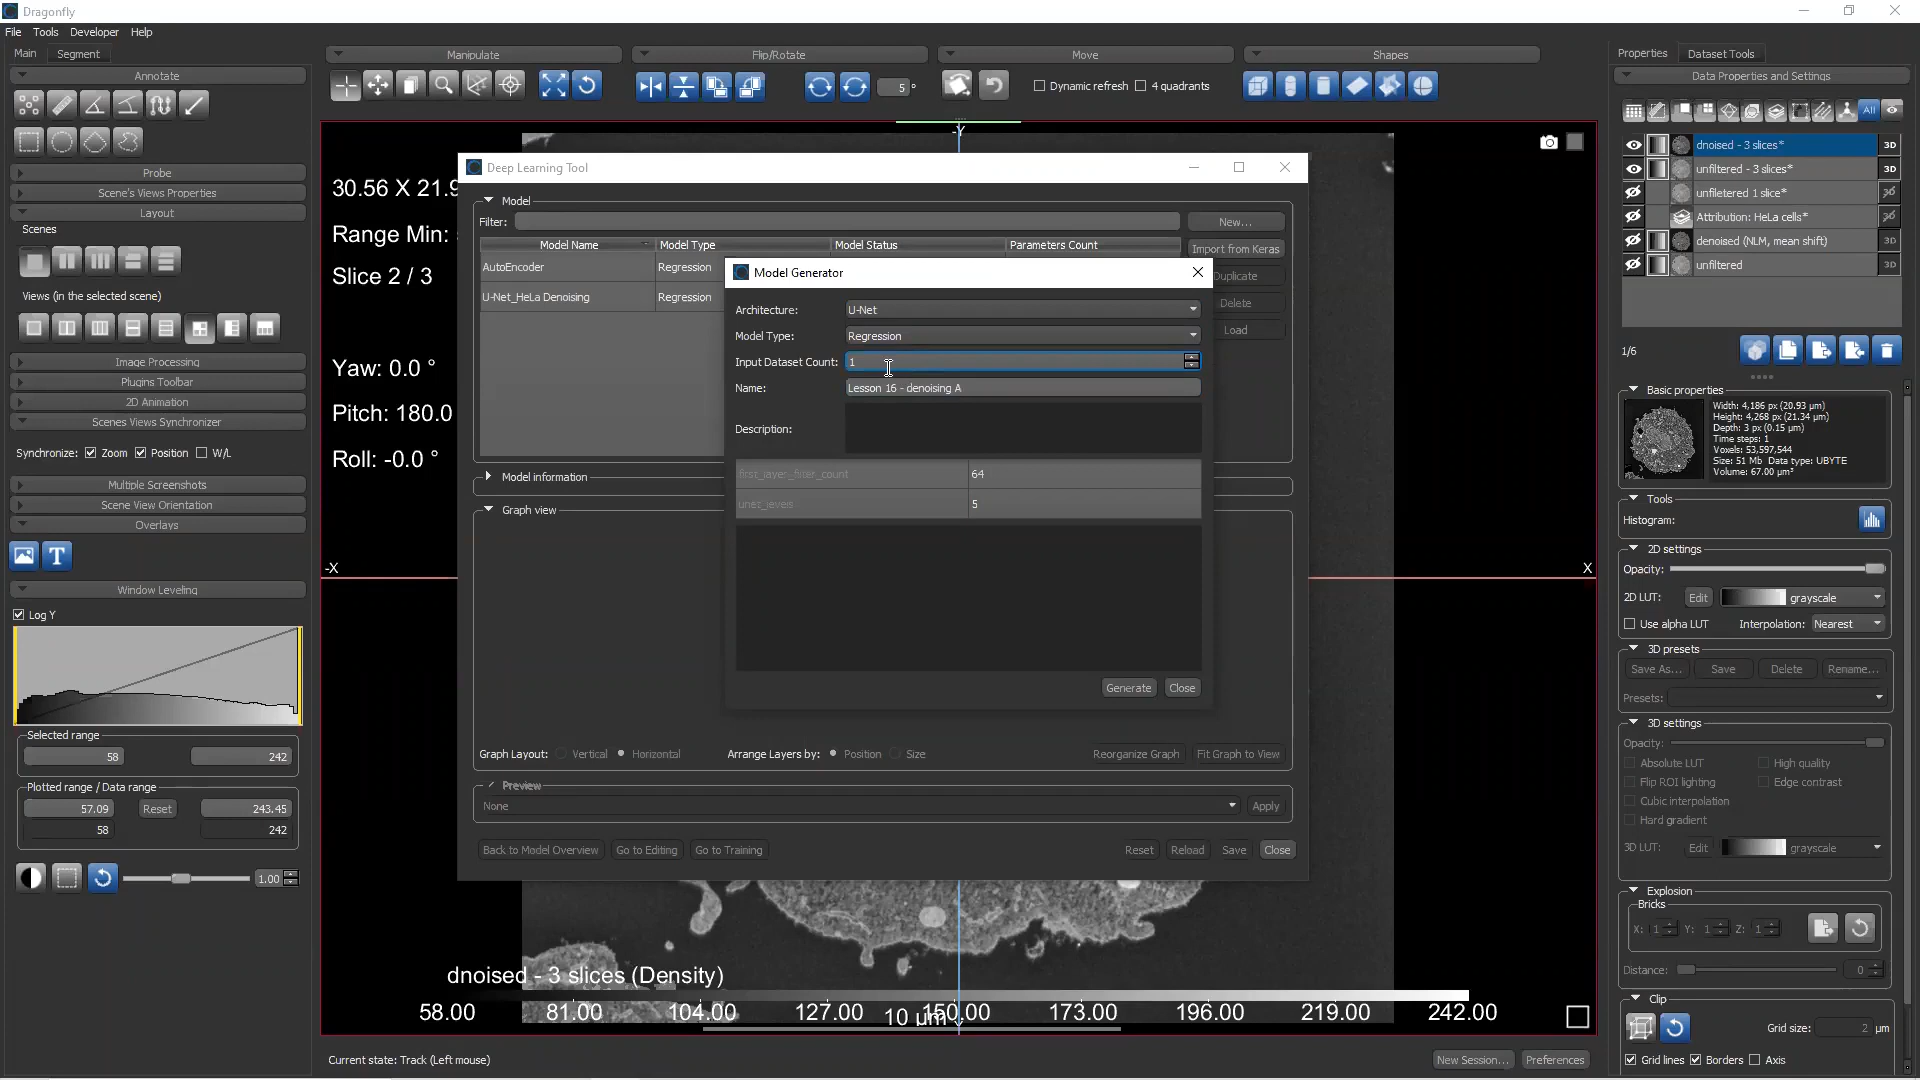 Dragonfly
File Tools Developer Help
Main Segment
Annotate
Probe
Scene's Views Properties
Layout
Scenes
Views (in the selected scene)
Image Processing
Plugins Toolbar
2D Animation
Scenes Views Synchronizer
Synchronize: Zoom Position W/L
Multiple Screenshots
Scene View Orientation
Overlays
T
Window Leveling
Log Y
Selected range
58 242
Plotted range / Data range
57.09 Reset 243.45
58 242
1.00
Manipulate Flip/Rotate Move Shapes
5 °
Dynamic refresh 4 quadrants
-Y
30.56 X 21.9
Range Min:
Slice 2 / 3
Yaw: 0.0 °
Pitch: 180.0
Roll: -0.0 °
-X X
Deep Learning Tool
Model
Filter: New...
Model Name Model Type Model Status Parameters Count Import from Keras
AutoEncoder Regression
U-Net_HeLa Denoising Regression
Duplicate
Delete
Load
Model information
Graph view
Graph Layout: Vertical Horizontal Arrange Layers by: Position Size Reorganize Graph Fit Graph to View
Preview
None Apply
Back to Model Overview Go to Editing Go to Training Reset Reload Save Close
Model Generator
Architecture: U-Net
Model Type: Regression
Input Dataset Count: 1
Name: Lesson 16 - denoising A
Description:
first_layer_filter_count 64
unet_levels 5
Generate Close
dnoised - 3 slices (Density)
58.00 81.00 104.00 127.00 150.00 173.00 196.00 219.00 242.00
10 µm
Current state: Track (Left mouse) New Session... Preferences
Properties Dataset Tools
Data Properties and Settings
All
dnoised - 3 slices* 3D
unfiltered - 3 slices* 3D
unfiletered 1 slice*
Attribution: HeLa cells*
denoised (NLM, mean shift) 3D
unfiltered 3D
1/6
Basic properties
Width: 4,186 px (20.93 µm)
Height: 4,268 px (21.34 µm)
Depth: 3 px (0.15 µm)
Time steps: 1
Voxels: 53,597,544
Size: 51 Mb Data type: UBYTE
Volume: 67.00 µm³
Tools
Histogram:
2D settings
Opacity:
2D LUT: Edit grayscale
Use alpha LUT Interpolation: Nearest
3D presets
Save As... Save Delete Rename...
Presets:
3D settings
Opacity:
Absolute LUT High quality
Flip ROI lighting Edge contrast
Cubic interpolation
Hard gradient
3D LUT: Edit grayscale
Explosion
Bricks
X: 1 Y: 1 Z: 1
Distance: 0
Clip
Grid size: 2 µm
Grid lines Borders Axis